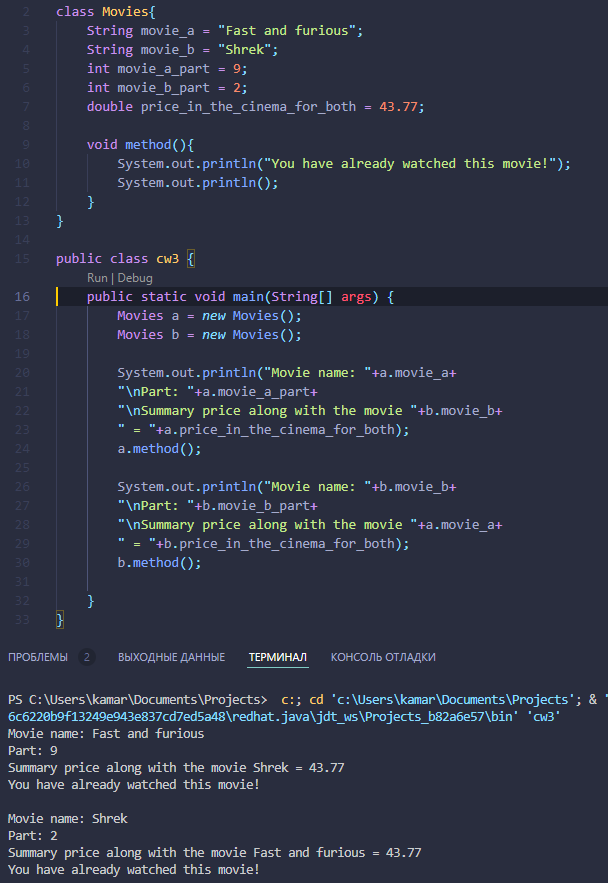 2 class Movies{
3 String movie_a = "Fast and furious";
4 String movie_b = "Shrek";
5 int movie_a_part = 9;
6 int movie_b_part = 2;
7 double price_in_the_cinema_for_both = 43.77;
8
9 void method(){
10 System.out.println("You have already watched this movie!");
11 System.out.println();
12 }
13 }
14
15 public class cw3 {
Run | Debug
16 public static void main(String[] args) {
17 Movies a = new Movies();
18 Movies b = new Movies();
19
20 System.out.println("Movie name: "+a.movie_a+
21 "\nPart: "+a.movie_a_part+
22 "\nSummary price along with the movie "+b.movie_b+
23 " = "+a.price_in_the_cinema_for_both);
24 a.method();
25
26 System.out.println("Movie name: "+b.movie_b+
27 "\nPart: "+b.movie_b_part+
28 "\nSummary price along with the movie "+a.movie_a+
29 " = "+b.price_in_the_cinema_for_both);
30 b.method();
31
32 }
33 }
ПРОБЛЕМЫ 2 ВЫХОДНЫЕ ДАННЫЕ ТЕРМИНАЛ КОНСОЛЬ ОТЛАДКИ
PS C:\Users\kamar\Documents\Projects> c:; cd 'c:\Users\kamar\Documents\Projects'; & '
6c6220b9f13249e943e837cd7ed5a48\redhat.java\jdt_ws\Projects_b82a6e57\bin' 'cw3'
Movie name: Fast and furious
Part: 9
Summary price along with the movie Shrek = 43.77
You have already watched this movie!

Movie name: Shrek
Part: 2
Summary price along with the movie Fast and furious = 43.77
You have already watched this movie!